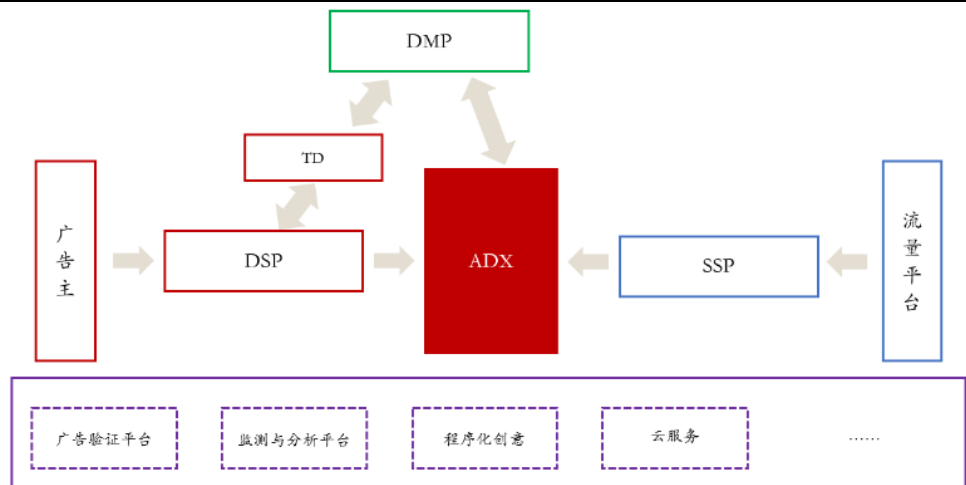 DMP
TD
广告主
DSP
ADX
SSP
流量平台
广告验证平台
监测与分析平台
程序化创意
云服务
……